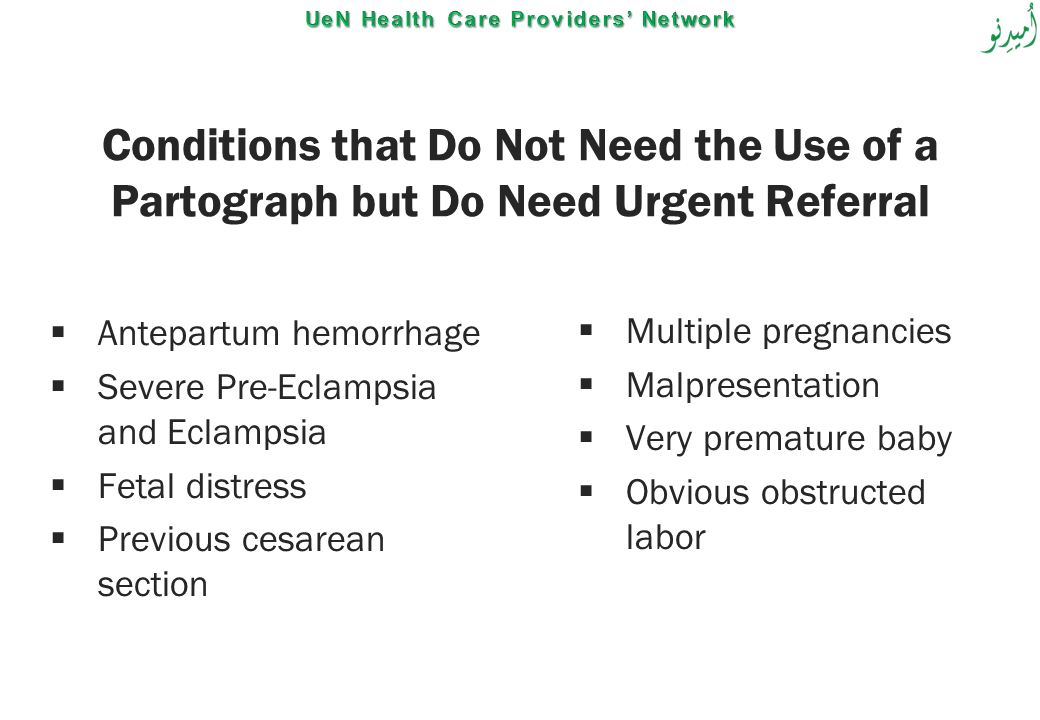 UeN Health Care Providers’ Network
اُمیدِنو
Conditions that Do Not Need the Use of a
Partograph but Do Need Urgent Referral
▪ Antepartum hemorrhage
▪ Severe Pre-Eclampsia
and Eclampsia
▪ Fetal distress
▪ Previous cesarean
section
▪ Multiple pregnancies
▪ Malpresentation
▪ Very premature baby
▪ Obvious obstructed
labor